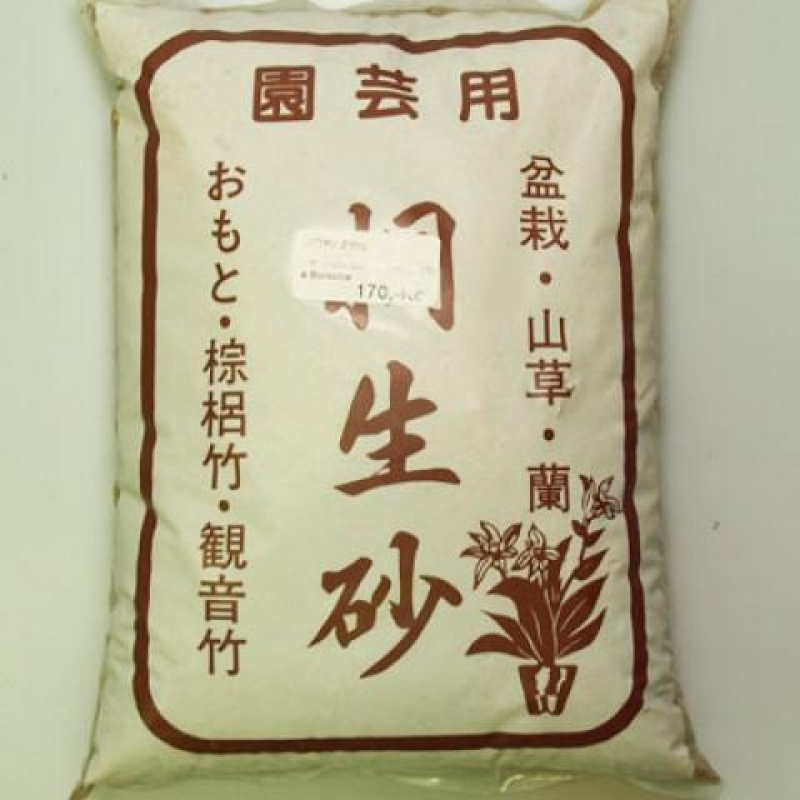 園芸用
盆栽・山草・蘭
桐生砂
おもと・棕梠竹・観音竹
170,-Kč